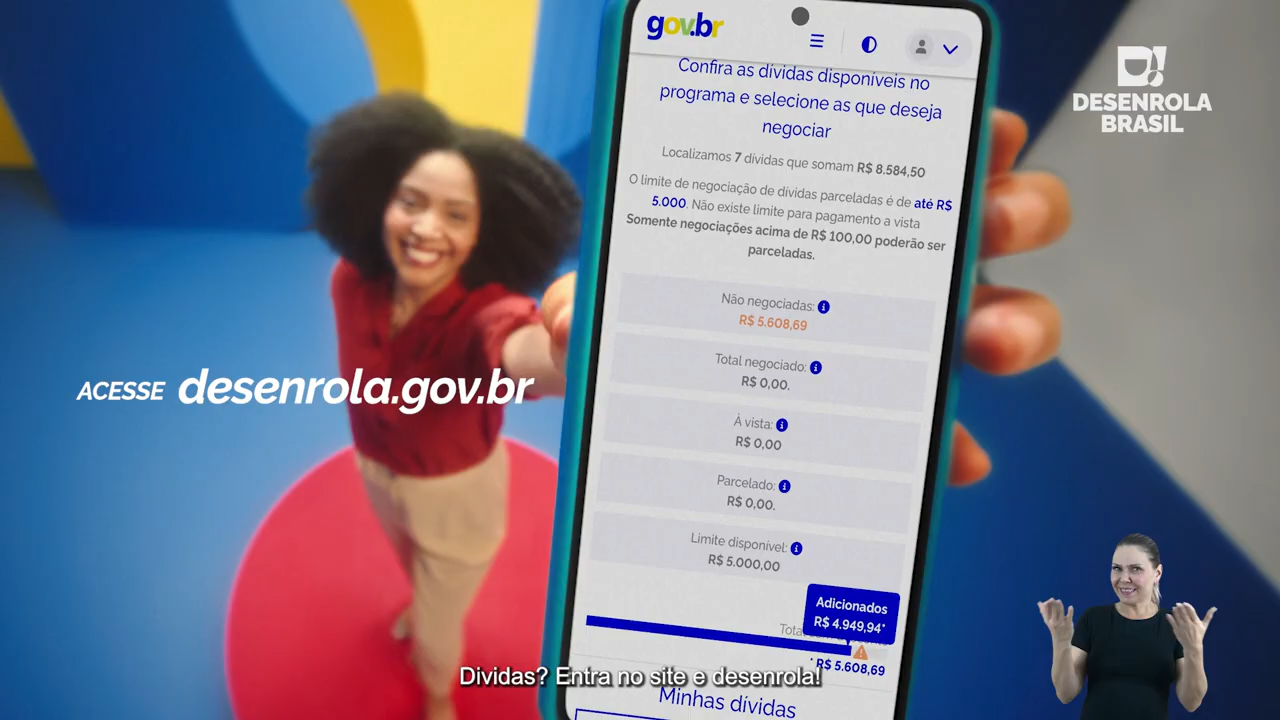 gov.br
DESENROLA
BRASIL
Confira as dívidas disponíveis no
programa e selecione as que deseja
negociar
Localizamos 7 dívidas que somam R$ 8.584,50
O limite de negociação de dívidas parceladas é de até R$
5.000. Não existe limite para pagamento a vista
Somente negociações acima de R$ 100,00 poderão ser
parceladas.
Não negociadas:
R$ 5.608,69
Total negociado:
R$ 0,00.
ACESSE desenrola.gov.br
À vista:
R$ 0,00
Parcelado:
R$ 0,00.
Limite disponível:
R$ 5.000,00
Adicionados
R$ 4.949,94*
* R$ 5.608,69
Dividas? Entra no site e desenrola!
Minhas dívidas